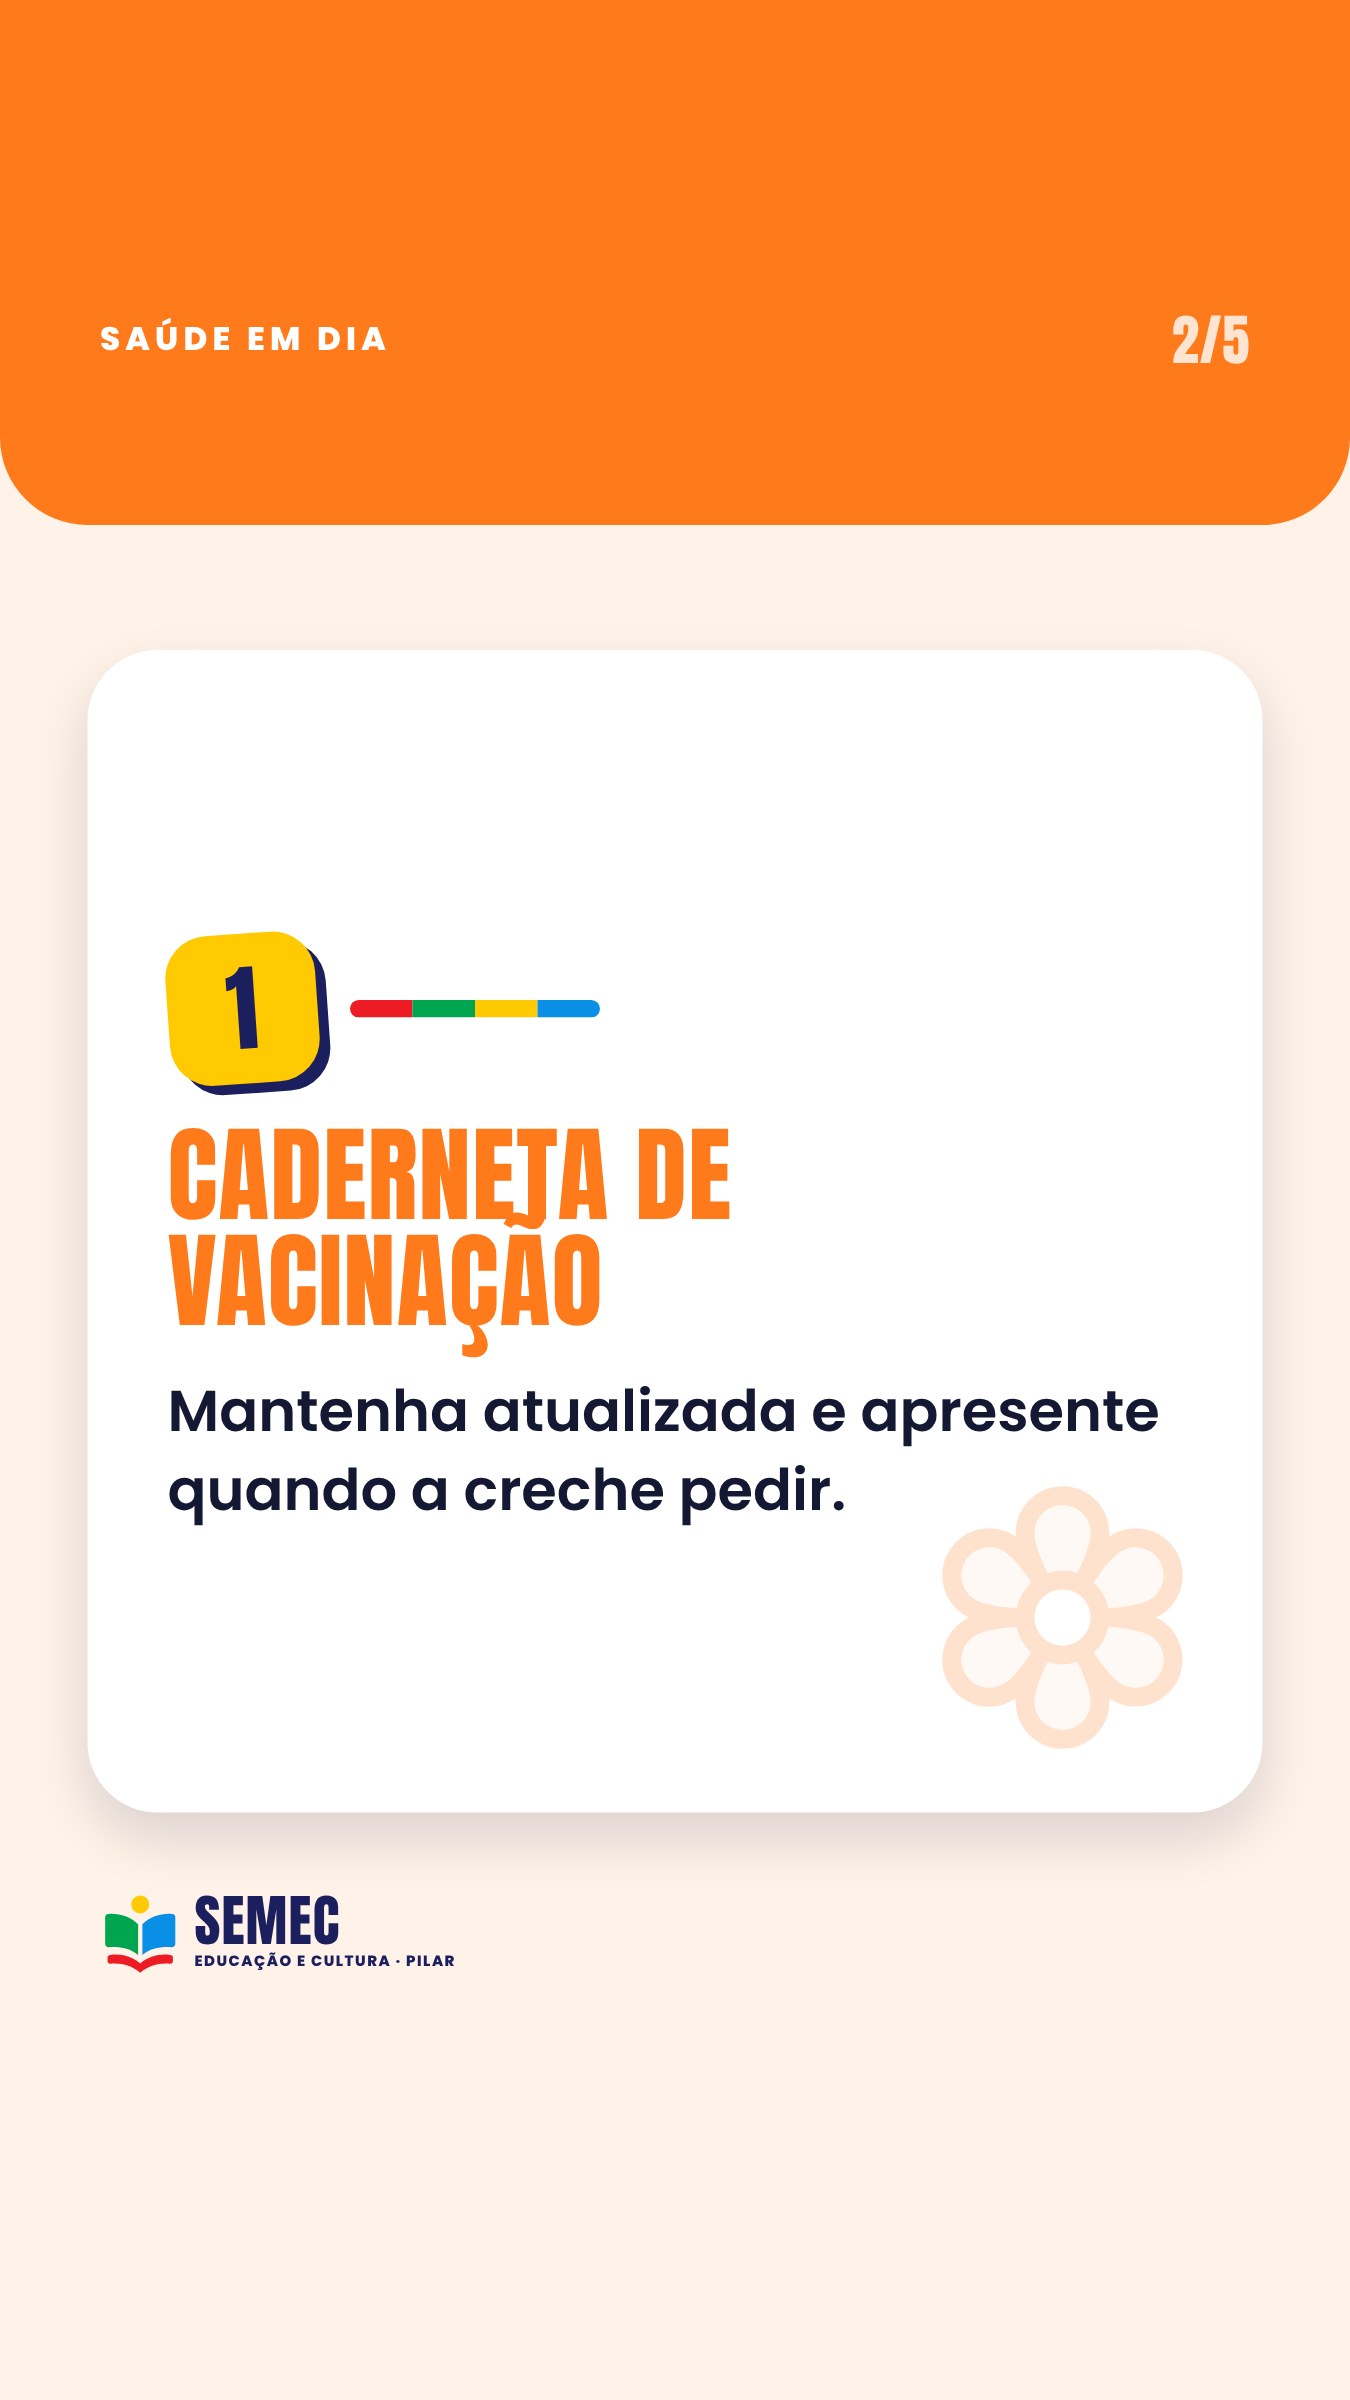 SAÚDE EM DIA
2/5
1
CADERNETA DE
VACINAÇÃO
Mantenha atualizada e apresente
quando a creche pedir.
SEMEC
EDUCAÇÃO E CULTURA · PILAR